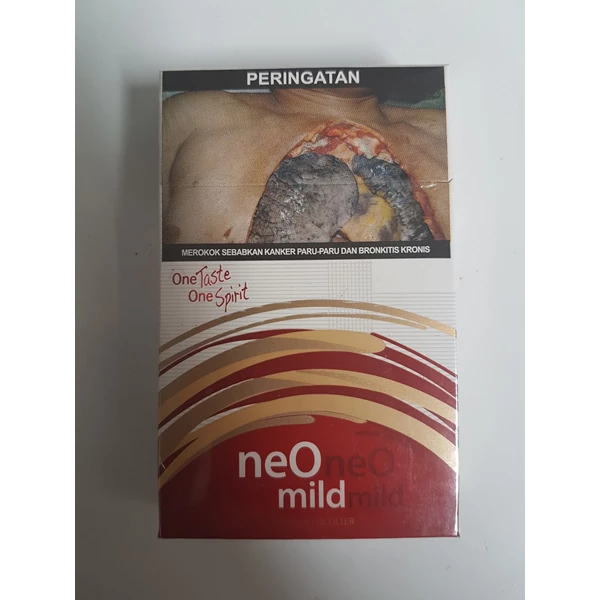 PERINGATAN
MEROKOK SEBABKAN KANKER PARU-PARU DAN BRONKITIS KRONIS
One Taste
One Spirit
neO neO
mild mild